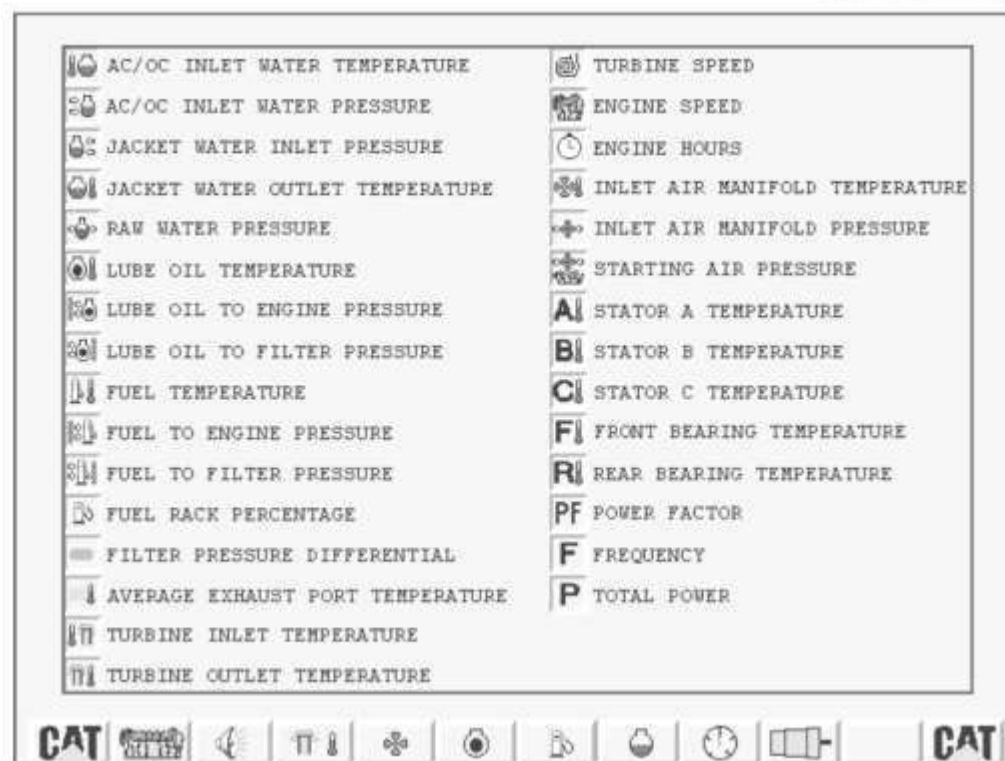 AC/OC INLET WATER TEMPERATURE
AC/OC INLET WATER PRESSURE
JACKET WATER INLET PRESSURE
JACKET WATER OUTLET TEMPERATURE
RAW WATER PRESSURE
LUBE OIL TEMPERATURE
LUBE OIL TO ENGINE PRESSURE
LUBE OIL TO FILTER PRESSURE
FUEL TEMPERATURE
FUEL TO ENGINE PRESSURE
FUEL TO FILTER PRESSURE
FUEL RACK PERCENTAGE
FILTER PRESSURE DIFFERENTIAL
AVERAGE EXHAUST PORT TEMPERATURE
TURBINE INLET TEMPERATURE
TURBINE OUTLET TEMPERATURE
TURBINE SPEED
ENGINE SPEED
ENGINE HOURS
INLET AIR MANIFOLD TEMPERATURE
INLET AIR MANIFOLD PRESSURE
STARTING AIR PRESSURE
A STATOR A TEMPERATURE
B STATOR B TEMPERATURE
C STATOR C TEMPERATURE
F FRONT BEARING TEMPERATURE
R REAR BEARING TEMPERATURE
PF POWER FACTOR
F FREQUENCY
P TOTAL POWER
CAT CAT